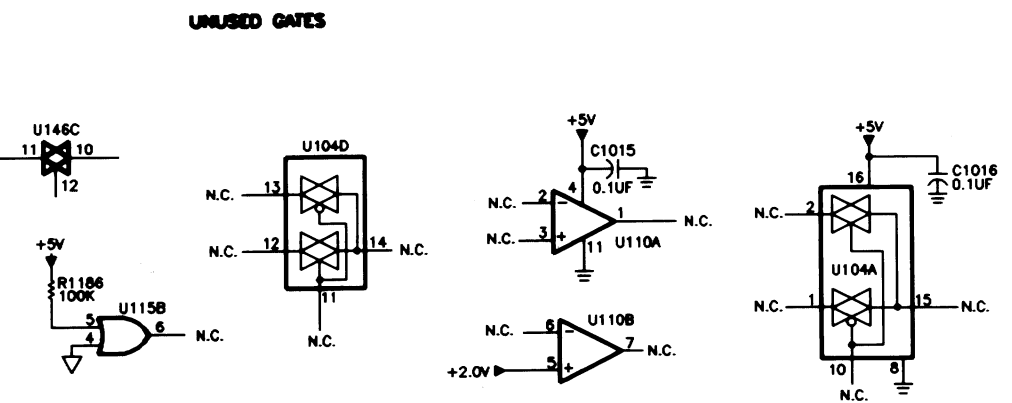 UNUSED GATES
U146C
11 10
12
+5V
R1186
100K
U115B
5
4
6 N.C.
U104D
N.C. 13
N.C. 12
14 N.C.
11
N.C.
+5V
C1015
0.1UF
4
N.C. 2
-
1 N.C.
N.C. 3
+
11
U110A
U110B
N.C. 6
-
7 N.C.
+2.0V 5
+
+5V
16
C1016
0.1UF
N.C. 2
U104A
N.C. 1
15 N.C.
10 8
N.C.